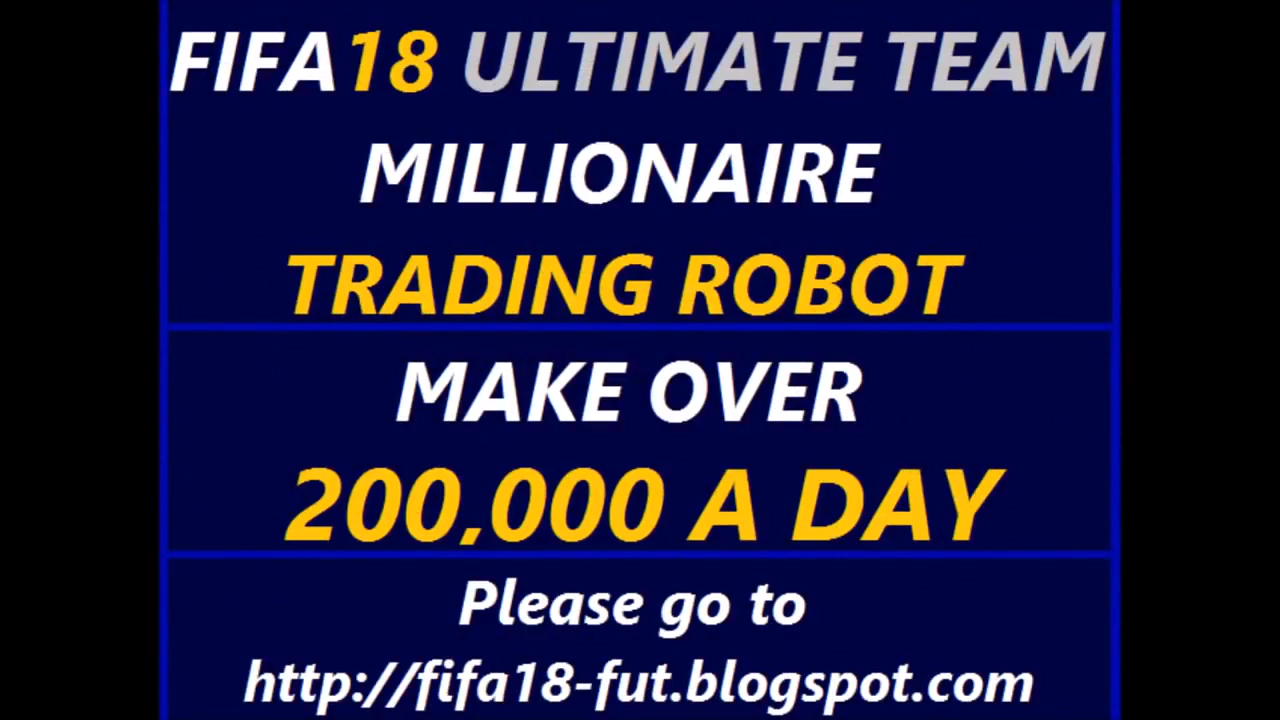 FIFA18 ULTIMATE TEAM
MILLIONAIRE
TRADING ROBOT
MAKE OVER
200,000 A DAY
Please go to
http://fifa18-fut.blogspot.com